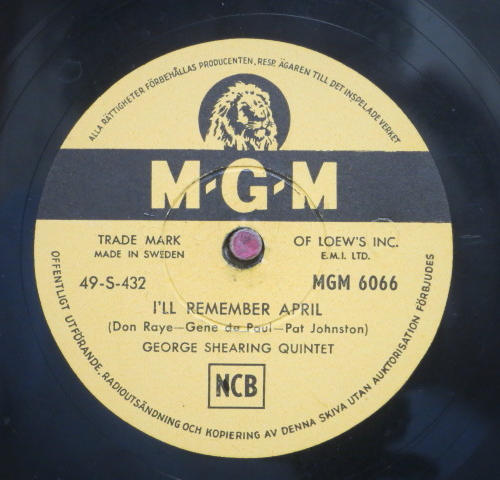 ALLA RÄTTIGHETER FÖRBEHÅLLAS PRODUCENTEN, RESP. ÄGAREN TILL DET INSPELADE VERKET
M-G-M
TRADE MARK
MADE IN SWEDEN
OF LOEW'S INC.
E.M.I. LTD.
49-S-432
MGM 6066
I'LL REMEMBER APRIL
(Don Raye—Gene de Paul—Pat Johnston)
GEORGE SHEARING QUINTET
NCB
OFFENTLIGT UTFÖRANDE, RADIOUTSÄNDNING OCH KOPIERING AV DENNA SKIVA UTAN AUKTORISATION FÖRBJUDES